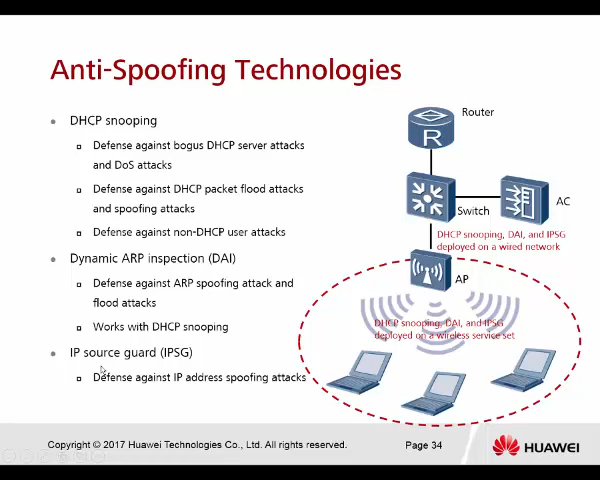 Anti-Spoofing Technologies
DHCP snooping
Defense against bogus DHCP server attacks
and DoS attacks
Defense against DHCP packet flood attacks
and spoofing attacks
Defense against non-DHCP user attacks
Dynamic ARP inspection (DAI)
Defense against ARP spoofing attack and
flood attacks
Works with DHCP snooping
IP source guard (IPSG)
Defense against IP address spoofing attacks
Router
R
Switch
AC
DHCP snooping, DAI, and IPSG
deployed on a wired network
AP
DHCP snooping, DAI, and IPSG
deployed on a wireless service set
Copyright © 2017 Huawei Technologies Co., Ltd. All rights reserved.
Page 34
HUAWEI